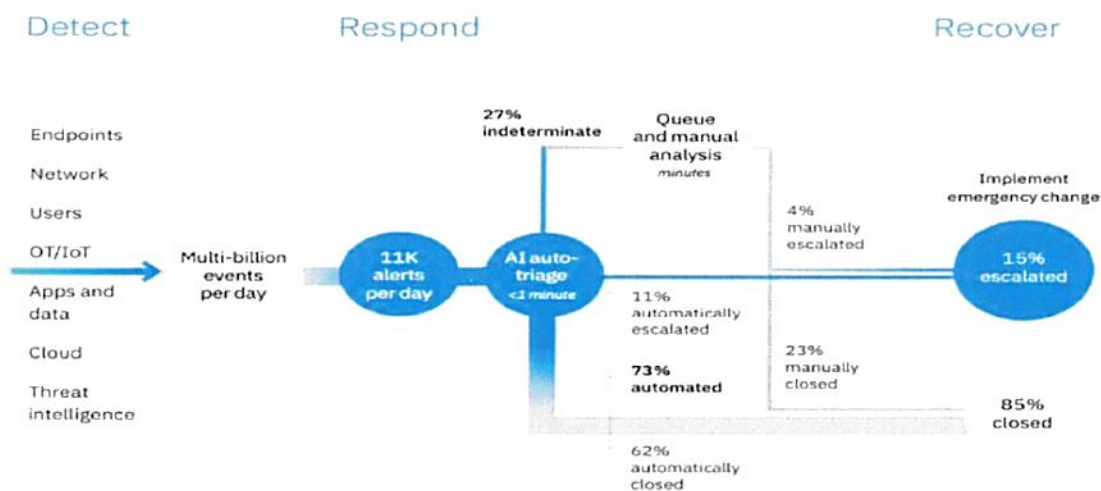 Detect
Respond
Recover
Endpoints
Network
Users
OT/IoT
Apps and
data
Cloud
Threat
intelligence
Multi-billion
events
per day
11K
alerts
per day
AI auto-
triage
<1 minute
27%
indeterminate
Queue
and manual
analysis
minutes
4%
manually
escalated
11%
automatically
escalated
73%
automated
62%
automatically
closed
23%
manually
closed
Implement
emergency change
15%
escalated
85%
closed